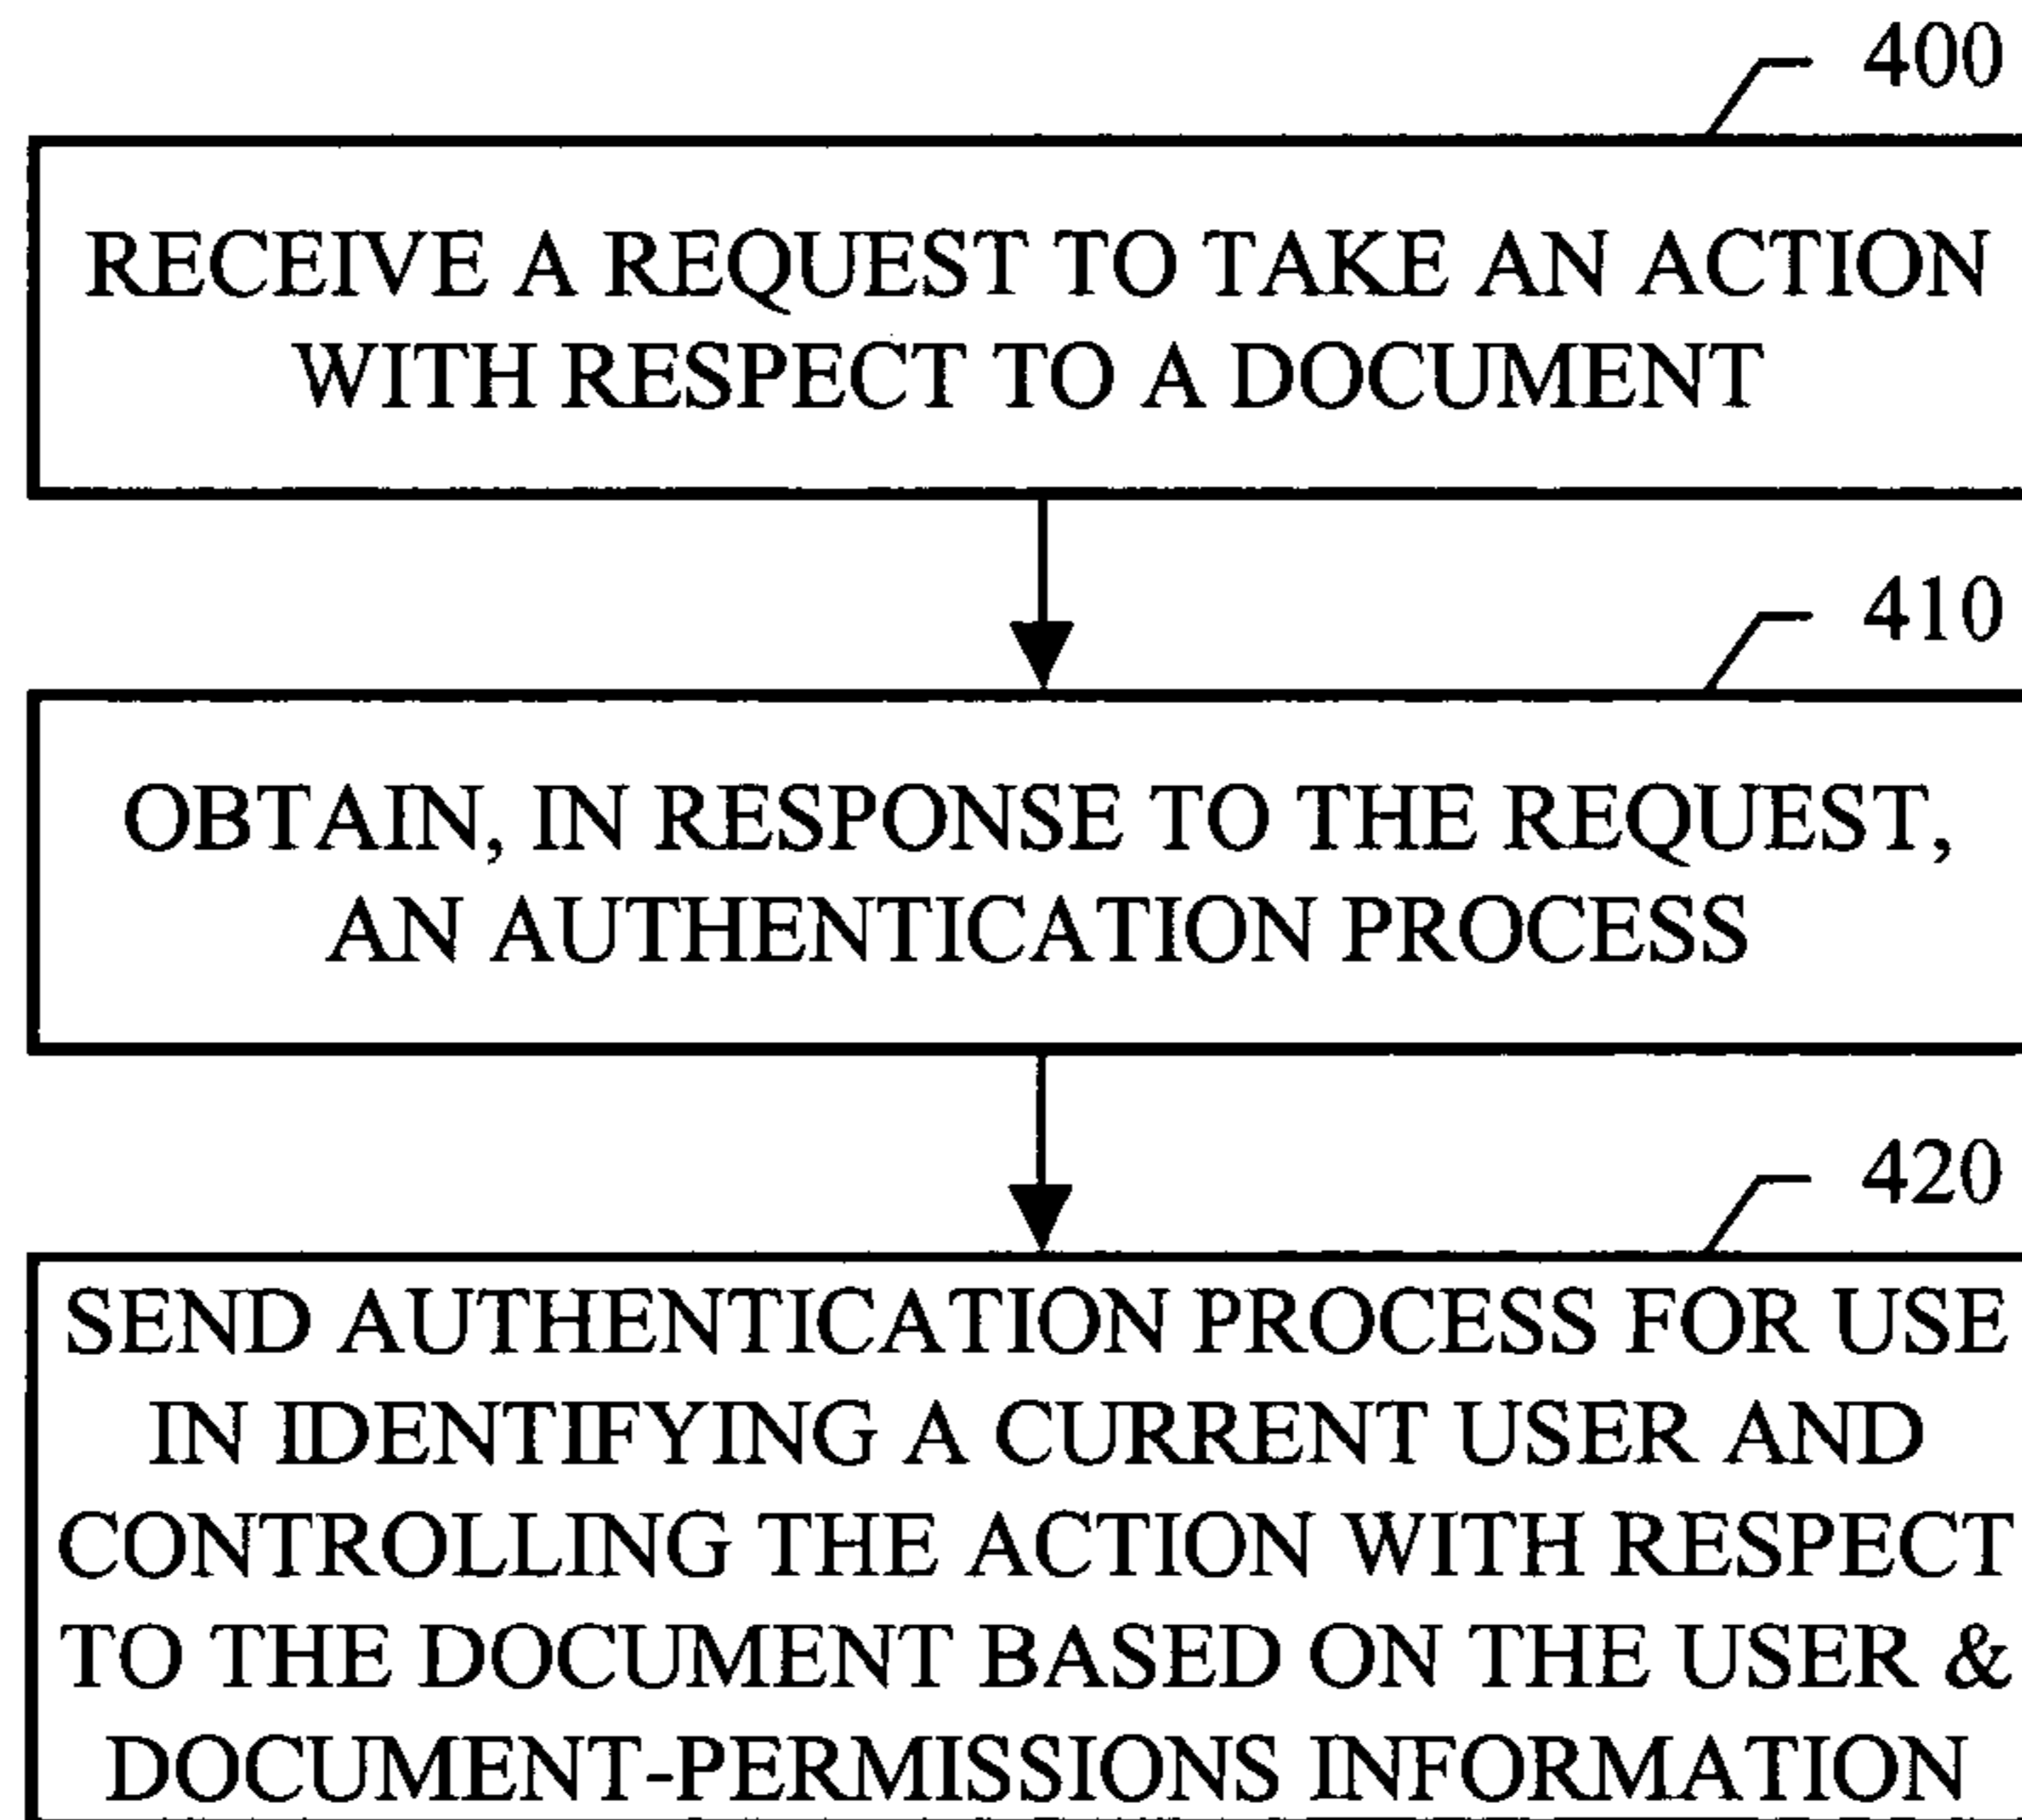 400
RECEIVE A REQUEST TO TAKE AN ACTION
WITH RESPECT TO A DOCUMENT
410
OBTAIN, IN RESPONSE TO THE REQUEST,
AN AUTHENTICATION PROCESS
420
SEND AUTHENTICATION PROCESS FOR USE
IN IDENTIFYING A CURRENT USER AND
CONTROLLING THE ACTION WITH RESPECT
TO THE DOCUMENT BASED ON THE USER &
DOCUMENT-PERMISSIONS INFORMATION